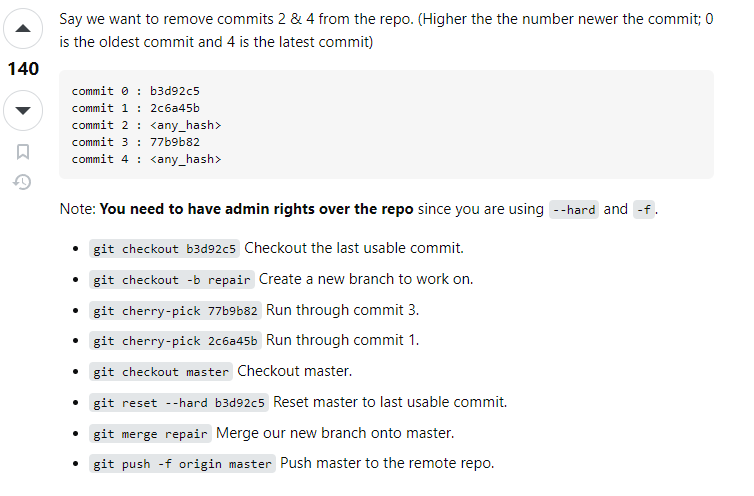 Say we want to remove commits 2 & 4 from the repo. (Higher the the number newer the commit; 0
is the oldest commit and 4 is the latest commit)
140
commit 0 : b3d92c5
commit 1 : 2c6a45b
commit 2 : <any_hash>
commit 3 : 77b9b82
commit 4 : <any_hash>
Note: You need to have admin rights over the repo since you are using --hard and -f.
• git checkout b3d92c5 Checkout the last usable commit.
• git checkout -b repair Create a new branch to work on.
• git cherry-pick 77b9b82 Run through commit 3.
• git cherry-pick 2c6a45b Run through commit 1.
• git checkout master Checkout master.
• git reset --hard b3d92c5 Reset master to last usable commit.
• git merge repair Merge our new branch onto master.
• git push -f origin master Push master to the remote repo.